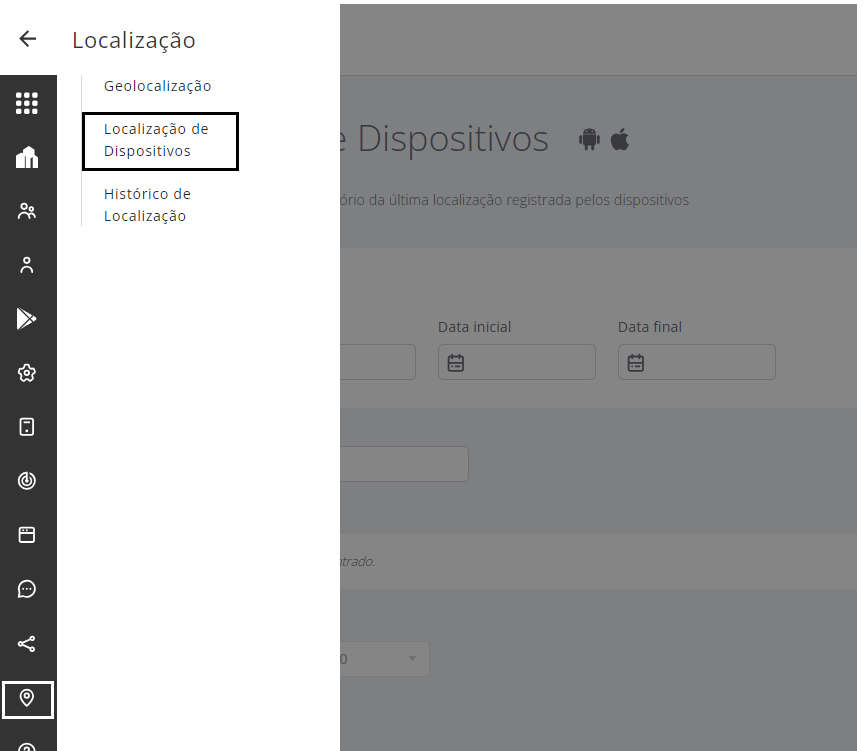 Localização
Geolocalização
Localização de
Dispositivos
Histórico de
Localização
e Dispositivos
ório da última localização registrada pelos dispositivos
Data inicial
Data final
ntrado.
0